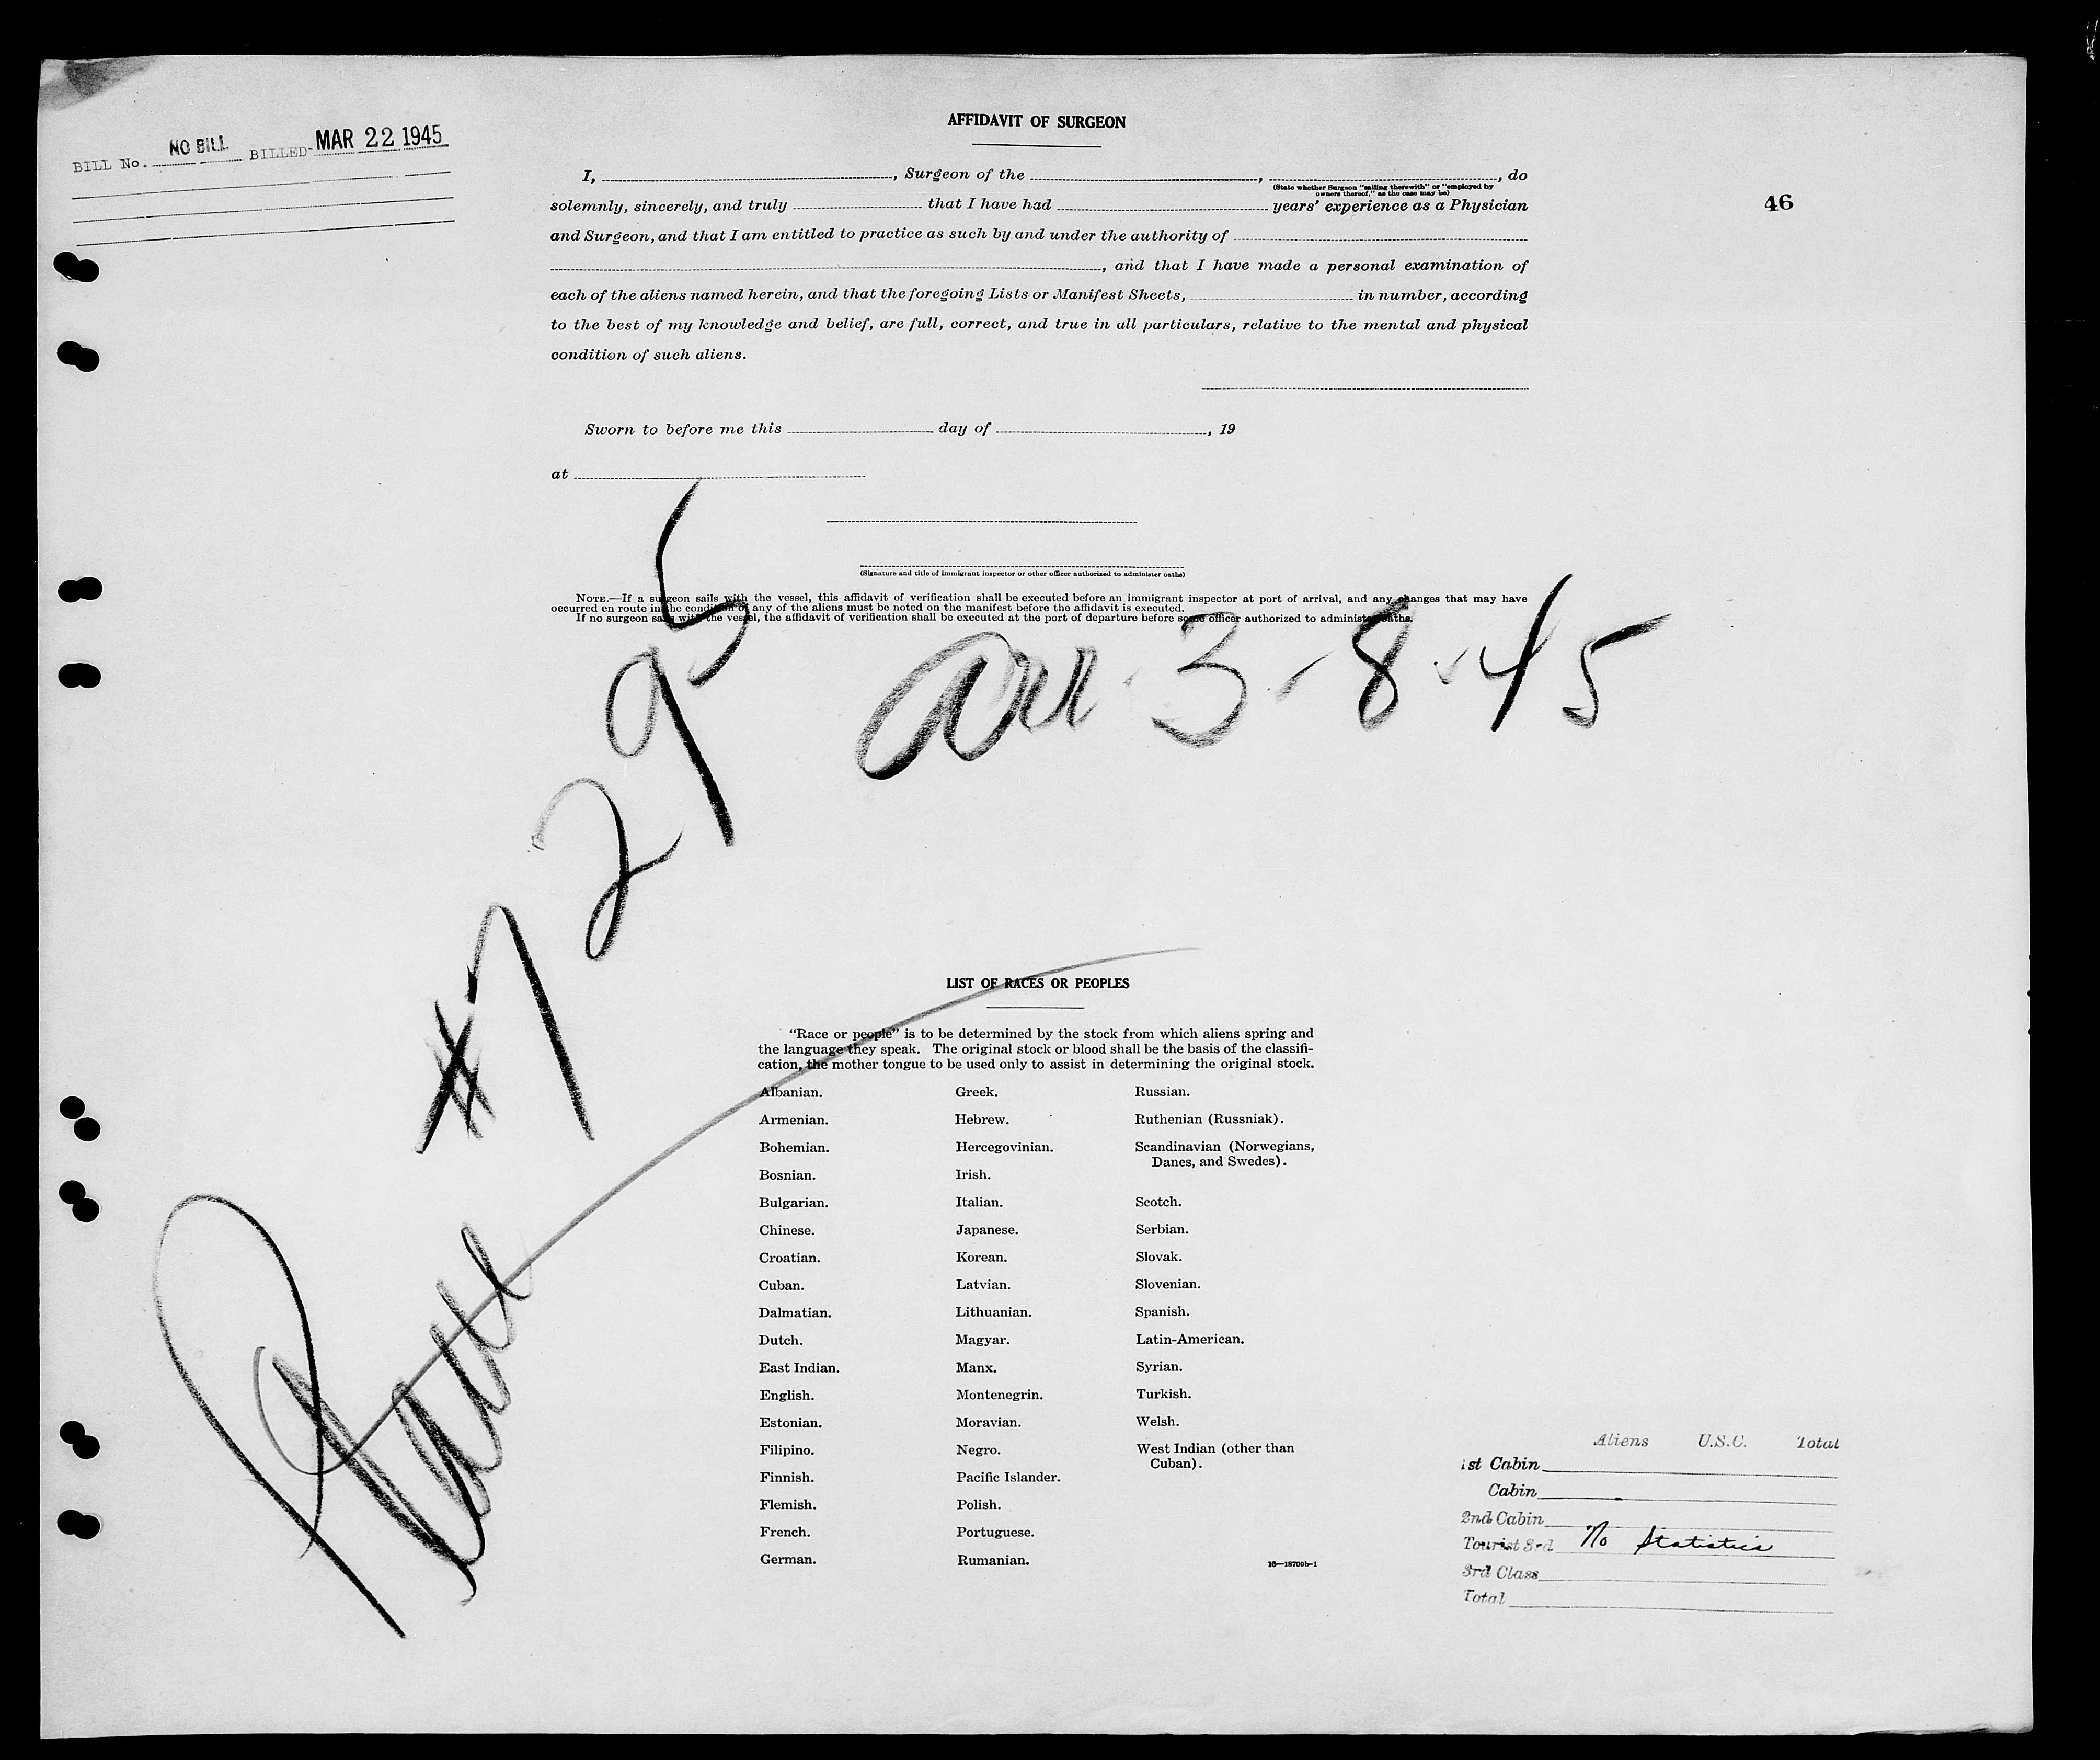 BILL No. NO BILL BILLED MAR 22 1945
AFFIDAVIT OF SURGEON
46
I, , Surgeon of the , , do
(State whether Surgeon "sailing therewith" or "employed by
owners thereof," as the case may be)
solemnly, sincerely, and truly that I have had years' experience as a Physician
and Surgeon, and that I am entitled to practice as such by and under the authority of
, and that I have made a personal examination of
each of the aliens named herein, and that the foregoing Lists or Manifest Sheets, in number, according
to the best of my knowledge and belief, are full, correct, and true in all particulars, relative to the mental and physical
condition of such aliens.
Sworn to before me this day of , 19
at
(Signature and title of immigrant inspector or other officer authorized to administer oaths)
NOTE.—If a surgeon sails with the vessel, this affidavit of verification shall be executed before an immigrant inspector at port of arrival, and any changes that may have
occurred en route in the condition of any of the aliens must be noted on the manifest before the affidavit is executed.
If no surgeon sails with the vessel, the affidavit of verification shall be executed at the port of departure before some officer authorized to administer oaths.
#7295
arr 3-8-45
LIST OF RACES OR PEOPLES
"Race or people" is to be determined by the stock from which aliens spring and
the language they speak. The original stock or blood shall be the basis of the classifi-
cation, the mother tongue to be used only to assist in determining the original stock.
Albanian.
Armenian.
Bohemian.
Bosnian.
Bulgarian.
Chinese.
Croatian.
Cuban.
Dalmatian.
Dutch.
East Indian.
English.
Estonian.
Filipino.
Finnish.
Flemish.
French.
German.
Greek.
Hebrew.
Hercegovinian.
Irish.
Italian.
Japanese.
Korean.
Latvian.
Lithuanian.
Magyar.
Manx.
Montenegrin.
Moravian.
Negro.
Pacific Islander.
Polish.
Portuguese.
Rumanian.
Russian.
Ruthenian (Russniak).
Scandinavian (Norwegians,
Danes, and Swedes).
Scotch.
Serbian.
Slovak.
Slovenian.
Spanish.
Latin-American.
Syrian.
Turkish.
Welsh.
West Indian (other than
Cuban).
16—18709b-1
Aliens U.S.C. Total
1st Cabin
Cabin
2nd Cabin
Tourist 3rd No Statistics
3rd Class
Total